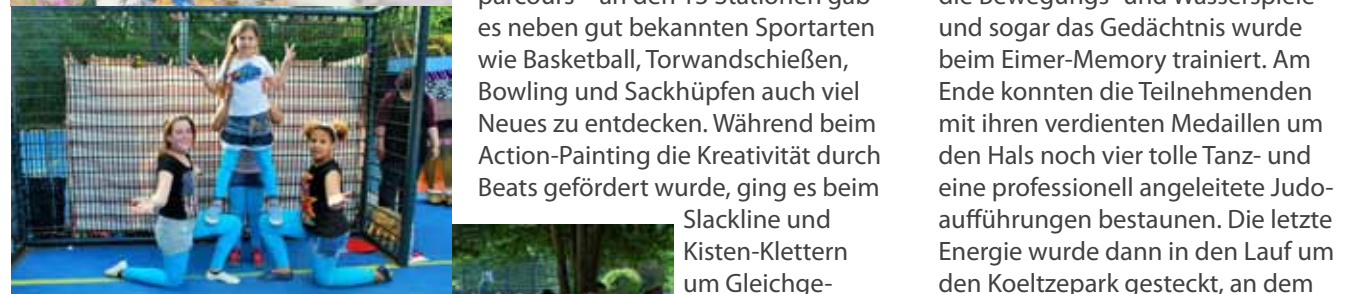 parcours – an den 15 Stationen gab
es neben gut bekannten Sportarten
wie Basketball, Torwandschießen,
Bowling und Sackhüpfen auch viel
Neues zu entdecken. Während beim
Action-Painting die Kreativität durch
Beats gefördert wurde, ging es beim
Slackline und
Kisten-Klettern
um Gleichge-
die Bewegungs- und Wasserspiele
und sogar das Gedächtnis wurde
beim Eimer-Memory trainiert. Am
Ende konnten die Teilnehmenden
mit ihren verdienten Medaillen um
den Hals noch vier tolle Tanz- und
eine professionell angeleitete Judo-
aufführungen bestaunen. Die letzte
Energie wurde dann in den Lauf um
den Koeltzepark gesteckt, an dem